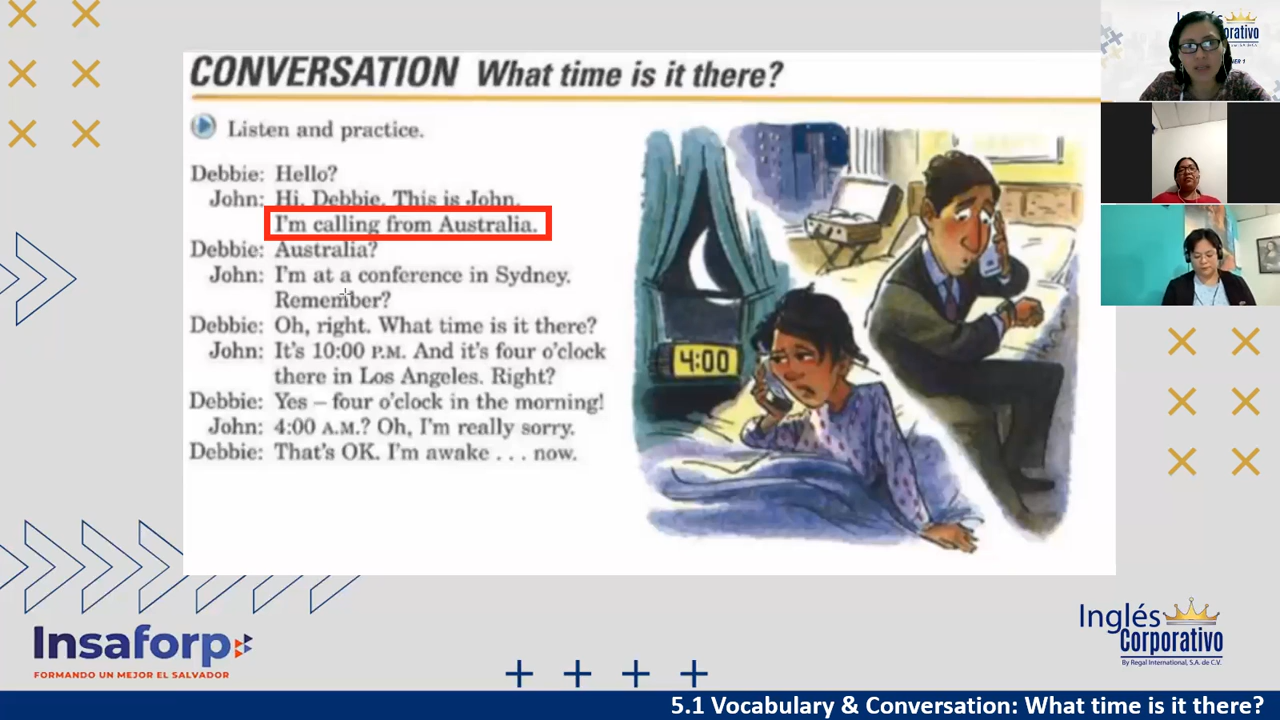 CONVERSATION What time is it there?
Listen and practice.
Debbie: Hello?
John: Hi, Debbie. This is John.
I'm calling from Australia.
Debbie: Australia?
John: I'm at a conference in Sydney.
Remember?
Debbie: Oh, right. What time is it there?
John: It's 10:00 P.M. And it's four o'clock
there in Los Angeles. Right?
Debbie: Yes – four o'clock in the morning!
John: 4:00 A.M.? Oh, I'm really sorry.
Debbie: That's OK. I'm awake . . . now.
4:00
Insaforp
FORMANDO UN MEJOR EL SALVADOR
Inglés
Corporativo
By Regal International, S.A. de C.V.
5.1 Vocabulary & Conversation: What time is it there?